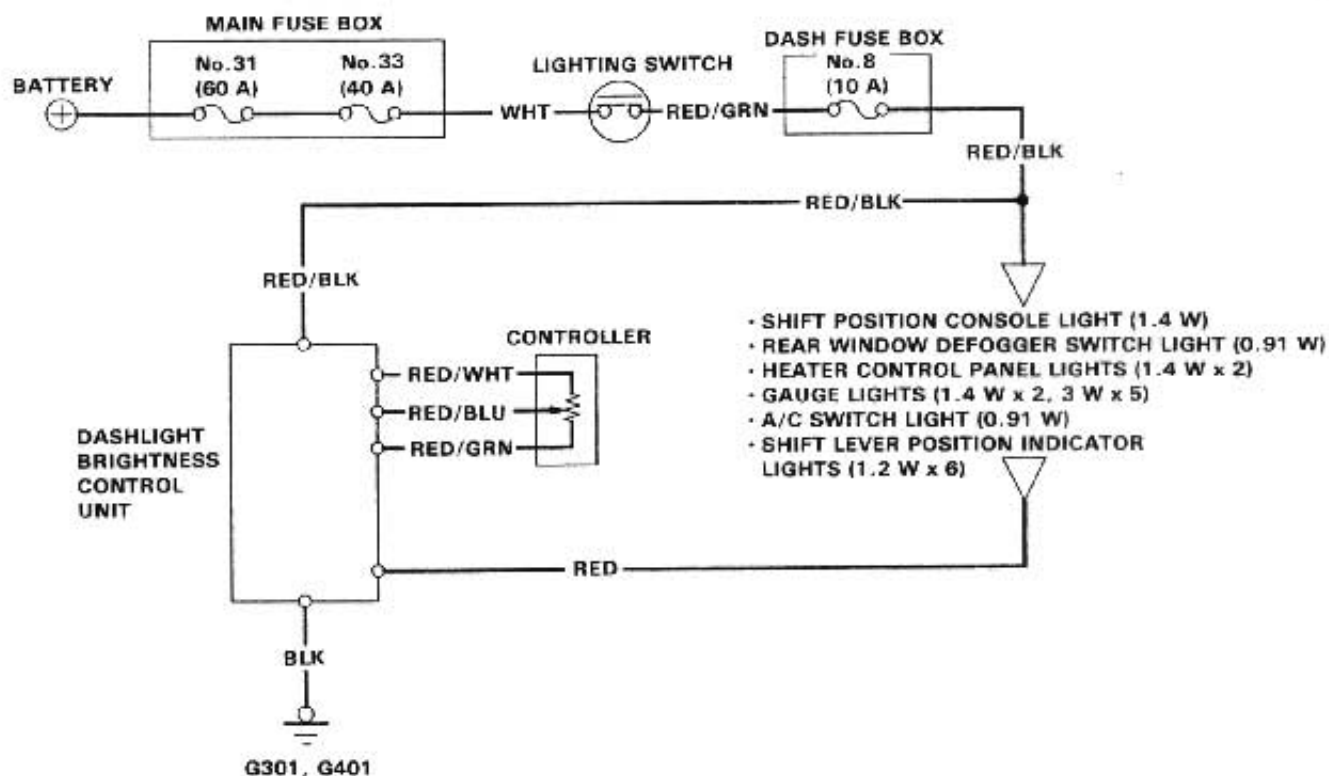 MAIN FUSE BOX
No.31
(60 A)
No.33
(40 A)
DASH FUSE BOX
No.8
(10 A)
BATTERY
LIGHTING SWITCH
WHT
RED/GRN
RED/BLK
RED/BLK
RED/BLK
CONTROLLER
RED/WHT
RED/BLU
RED/GRN
DASHLIGHT
BRIGHTNESS
CONTROL
UNIT
· SHIFT POSITION CONSOLE LIGHT (1.4 W)
· REAR WINDOW DEFOGGER SWITCH LIGHT (0.91 W)
· HEATER CONTROL PANEL LIGHTS (1.4 W x 2)
· GAUGE LIGHTS (1.4 W x 2, 3 W x 5)
· A/C SWITCH LIGHT (0.91 W)
· SHIFT LEVER POSITION INDICATOR
LIGHTS (1.2 W x 6)
RED
BLK
G301, G401